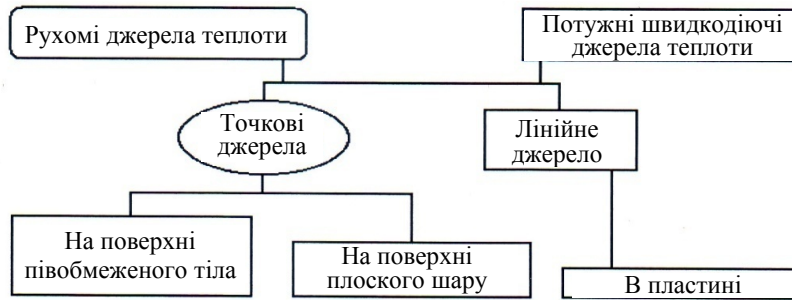 Рухомі джерела теплоти
Потужні швидкодіючі
джерела теплоти
Точкові
джерела
Лінійне
джерело
На поверхні
півобмеженого тіла
На поверхні
плоского шару
В пластині